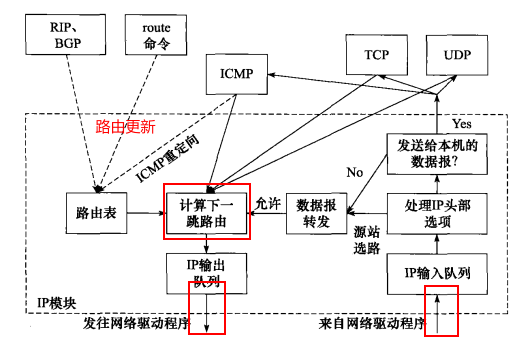 RIP、
BGP
route
命令
ICMP
TCP
UDP
路由更新
ICMP重定向
Yes
发送给本机的
数据报?
No
路由表
计算下一
跳路由
允许
数据报
转发
源站
选路
处理IP头部
选项
IP输出
队列
IP输入队列
IP模块
发往网络驱动程序
来自网络驱动程序